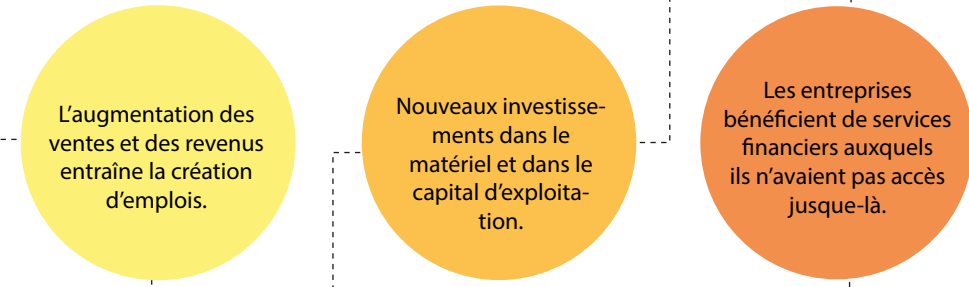 L'augmentation des
ventes et des revenus
entraîne la création
d'emplois.
Nouveaux investisse-
ments dans le
matériel et dans le
capital d'exploita-
tion.
Les entreprises
bénéficient de services
financiers auxquels
ils n'avaient pas accès
jusque-là.